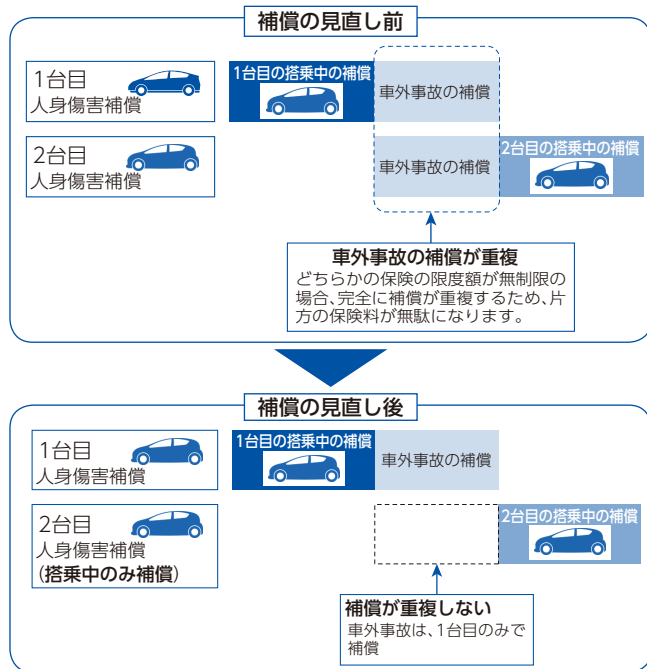 補償の見直し前
1台目
人身傷害補償
1台目の搭乗中の補償
車外事故の補償
2台目
人身傷害補償
車外事故の補償
2台目の搭乗中の補償
車外事故の補償が重複
どちらかの保険の限度額が無制限の
場合、完全に補償が重複するため、片
方の保険料が無駄になります。
補償の見直し後
1台目
人身傷害補償
1台目の搭乗中の補償
車外事故の補償
2台目
人身傷害補償
(搭乗中のみ補償)
2台目の搭乗中の補償
補償が重複しない
車外事故は、1台目のみで
補償